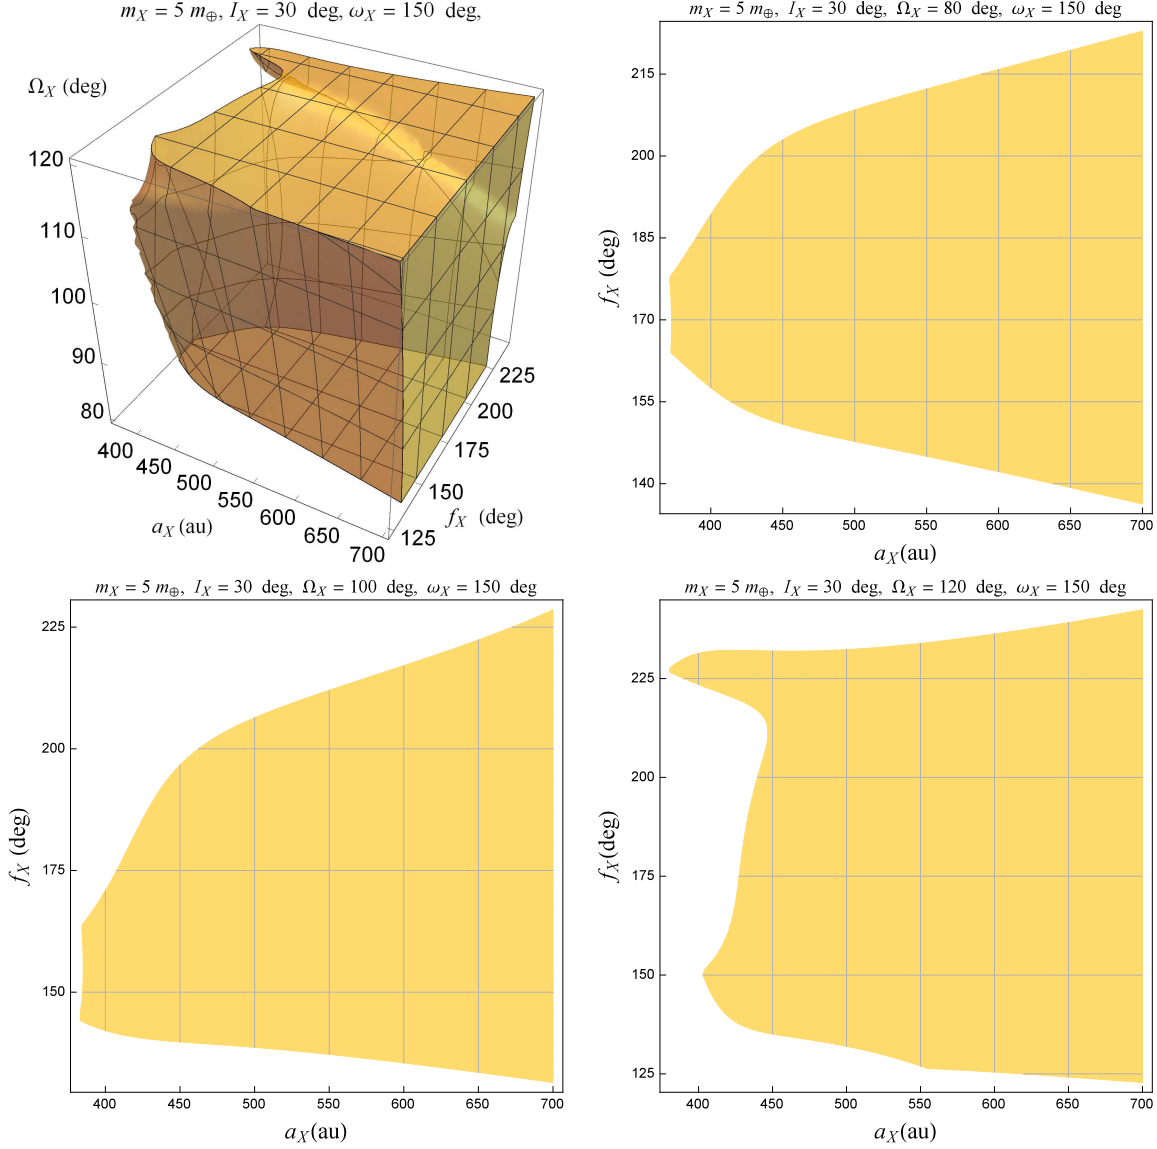 m_X = 5 m_⊕, I_X = 30 deg, ω_X = 150 deg,
Ω_X (deg)
120
110
100
90
80
400
450
500
550
600
650
700
a_X (au)
125
150
175
200
225
f_X (deg)
m_X = 5 m_⊕, I_X = 30 deg, Ω_X = 80 deg, ω_X = 150 deg
215
200
185
170
155
140
f_X (deg)
400 450 500 550 600 650 700
a_X(au)
m_X = 5 m_⊕, I_X = 30 deg, Ω_X = 100 deg, ω_X = 150 deg
225
200
175
150
f_X (deg)
400 450 500 550 600 650 700
a_X(au)
m_X = 5 m_⊕, I_X = 30 deg, Ω_X = 120 deg, ω_X = 150 deg
225
200
175
150
125
f_X(deg)
400 450 500 550 600 650 700
a_X(au)